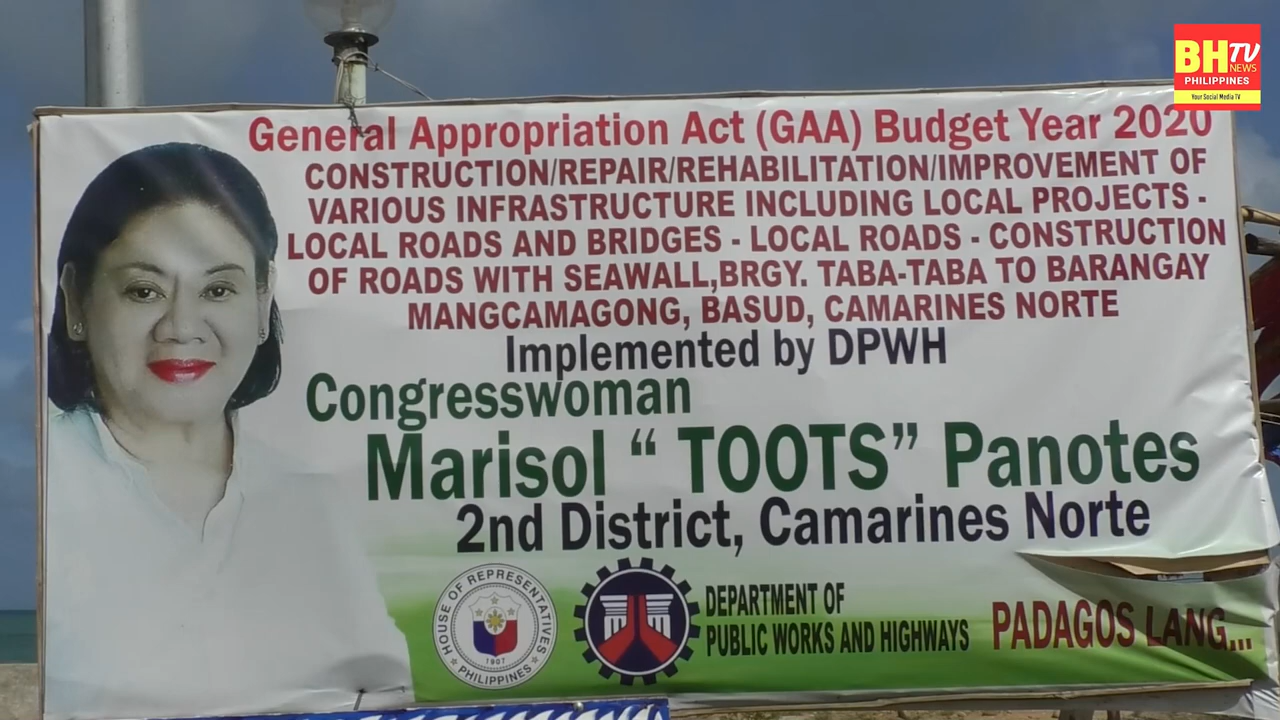 BHTV
NEWS
PHILIPPINES
Your Social Media TV
General Appropriation Act (GAA) Budget Year 2020
CONSTRUCTION/REPAIR/REHABILITATION/IMPROVEMENT OF
VARIOUS INFRASTRUCTURE INCLUDING LOCAL PROJECTS -
LOCAL ROADS AND BRIDGES - LOCAL ROADS - CONSTRUCTION
OF ROADS WITH SEAWALL,BRGY. TABA-TABA TO BARANGAY
MANGCAMAGONG, BASUD, CAMARINES NORTE
Implemented by DPWH
Congresswoman
Marisol “ TOOTS” Panotes
2nd District, Camarines Norte
HOUSE OF REPRESENTATIVES
1907
PHILIPPINES
DEPARTMENT OF
PUBLIC WORKS AND HIGHWAYS
PADAGOS LANG...